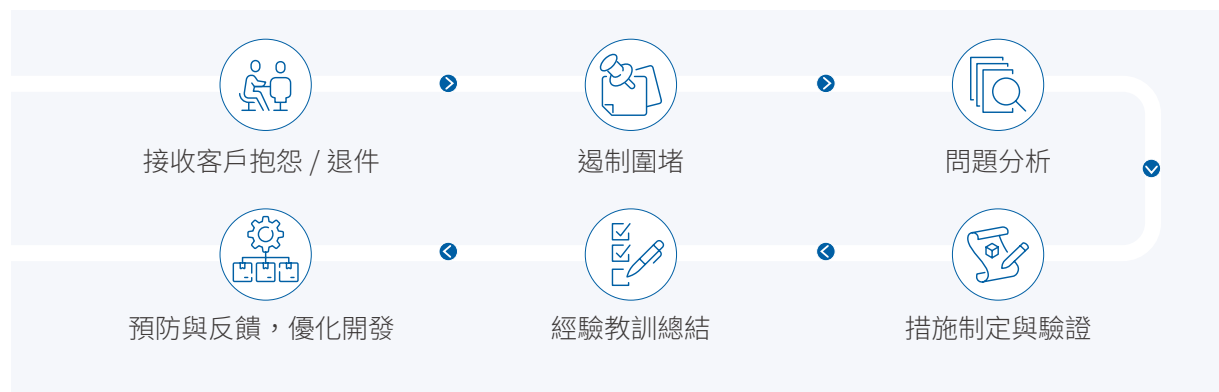 接收客戶抱怨 / 退件
遏制圍堵
問題分析
措施制定與驗證
經驗教訓總結
預防與反饋，優化開發